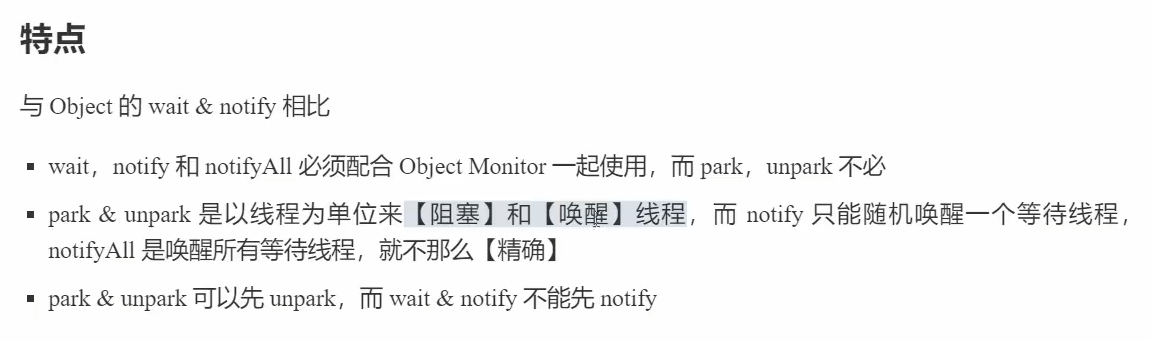 特点
与 Object 的 wait & notify 相比
▪ wait，notify 和 notifyAll 必须配合 Object Monitor 一起使用，而 park，unpark 不必
▪ park & unpark 是以线程为单位来【阻塞】和【唤醒】线程，而 notify 只能随机唤醒一个等待线程，
notifyAll 是唤醒所有等待线程，就不那么【精确】
▪ park & unpark 可以先 unpark，而 wait & notify 不能先 notify